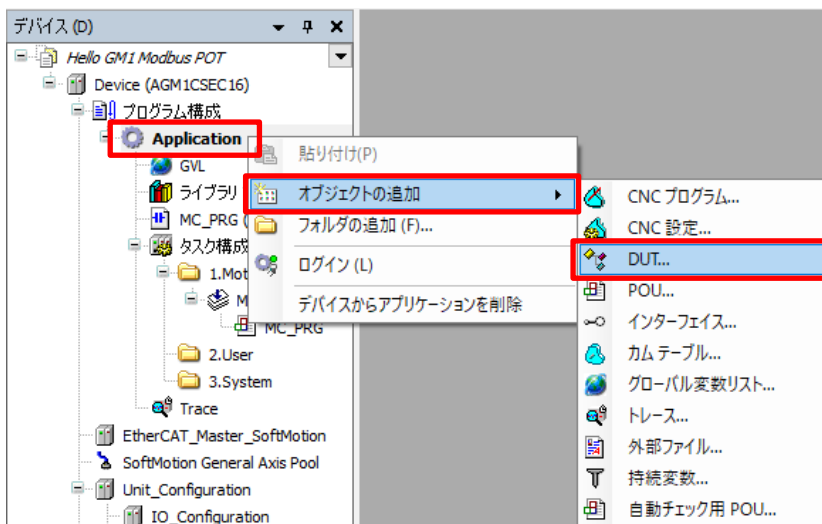 デバイス (D)
Hello GM1 Modbus POT
Device (AGM1CSEC16)
プログラム構成
Application
GVL
ライブラリ
MC_PRG (
タスク構成
1.Mot
M
MC_PRG
2.User
3.System
Trace
EtherCAT_Master_SoftMotion
SoftMotion General Axis Pool
Unit_Configuration
IO_Configuration
貼り付け(P)
オブジェクトの追加
フォルダの追加 (F)...
ログイン (L)
デバイスからアプリケーションを削除
CNC プログラム...
CNC 設定...
DUT...
POU...
インターフェイス...
カム テーブル...
グローバル変数リスト...
トレース...
外部ファイル...
持続変数...
自動チェック用 POU...